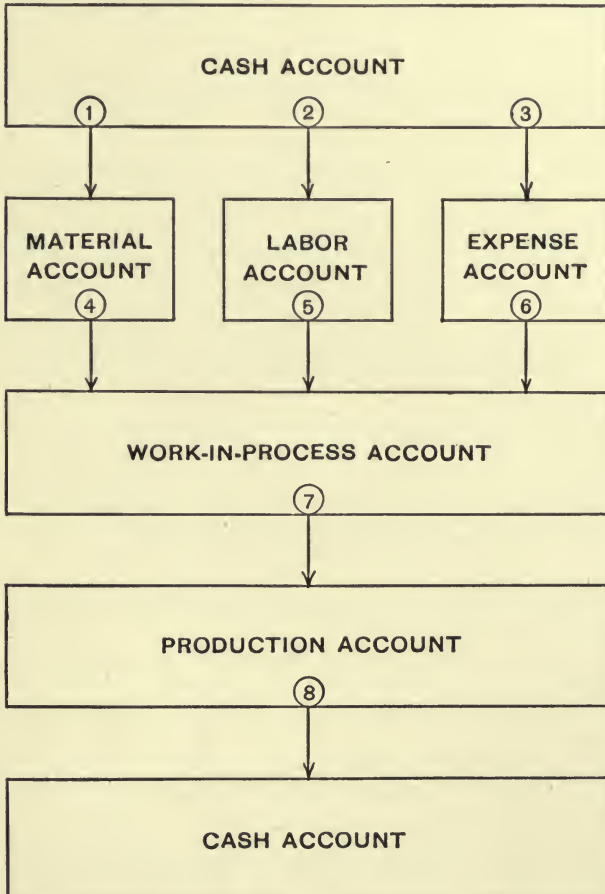 CASH ACCOUNT
1 2 3
MATERIAL ACCOUNT
4
LABOR ACCOUNT
5
EXPENSE ACCOUNT
6
WORK-IN-PROCESS ACCOUNT
7
PRODUCTION ACCOUNT
8
CASH ACCOUNT